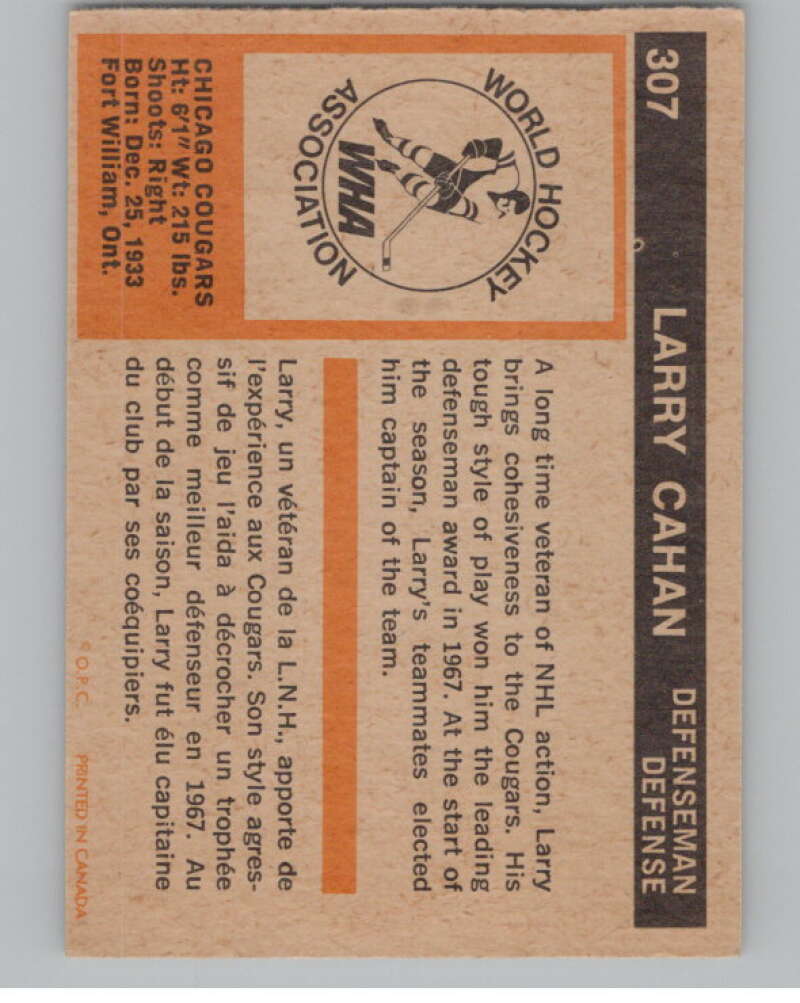 307
LARRY CAHAN
DEFENSEMAN
DEFENSE
WORLD HOCKEY
ASSOCIATION
WHA
CHICAGO COUGARS
Ht: 6'1" Wt: 215 lbs.
Shoots: Right
Born: Dec. 25, 1933
Fort William, Ont.
A long time veteran of NHL action, Larry
brings cohesiveness to the Cougars. His
tough style of play won him the leading
defenseman award in 1967. At the start of
the season, Larry's teammates elected
him captain of the team.
Larry, un vétéran de la L.N.H., apporte de
l'expérience aux Cougars. Son style agres-
sif de jeu l'aida à décrocher un trophée
comme meilleur défenseur en 1967. Au
début de la saison, Larry fut élu capitaine
du club par ses coéquipiers.
© O.P.C. PRINTED IN CANADA